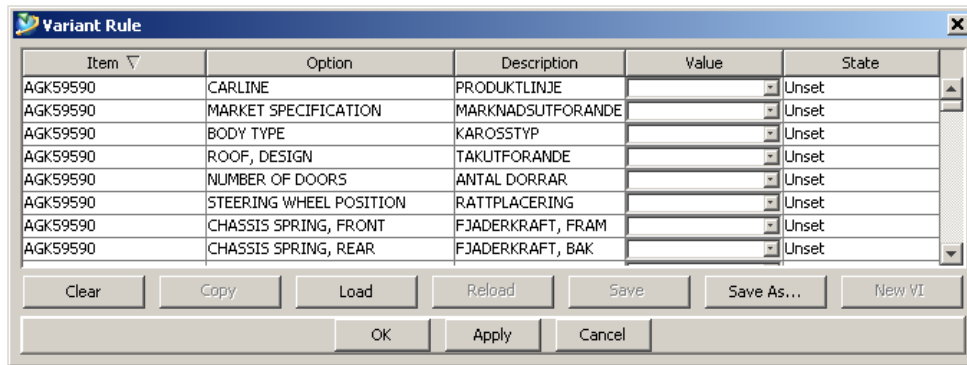 Variant Rule
Item Option Description Value State
AGK59590 CARLINE PRODUKTLINJE Unset
AGK59590 MARKET SPECIFICATION MARKNADSUTFORANDE Unset
AGK59590 BODY TYPE KAROSSTYP Unset
AGK59590 ROOF, DESIGN TAKUTFORANDE Unset
AGK59590 NUMBER OF DOORS ANTAL DORRAR Unset
AGK59590 STEERING WHEEL POSITION RATTPLACERING Unset
AGK59590 CHASSIS SPRING, FRONT FJADERKRAFT, FRAM Unset
AGK59590 CHASSIS SPRING, REAR FJADERKRAFT, BAK Unset
Clear Copy Load Reload Save Save As... New VI
OK Apply Cancel